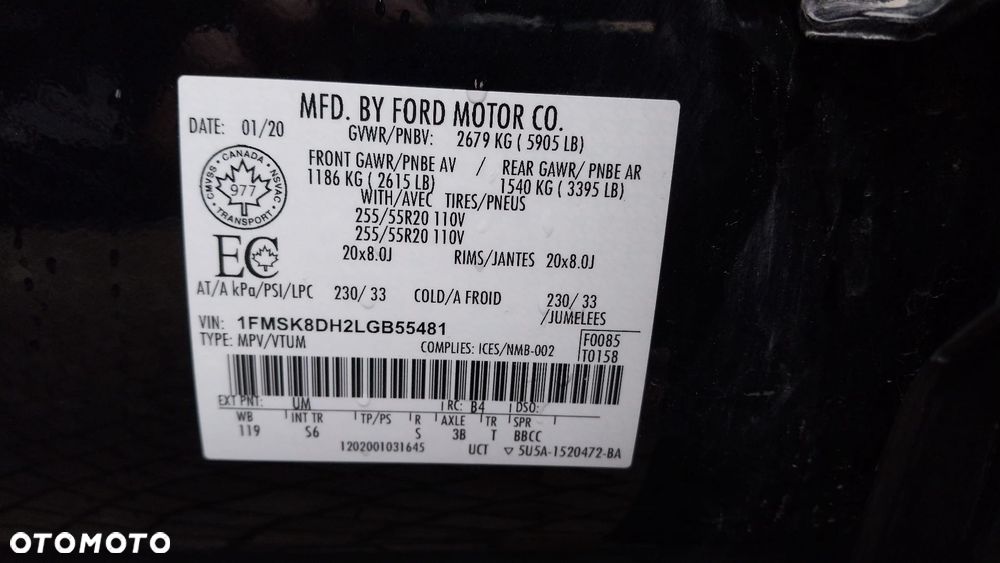 MFD. BY FORD MOTOR CO.
DATE: 01/20
GVWR/PNBV: 2679 KG ( 5905 LB)
FRONT GAWR/PNBE AV / REAR GAWR/ PNBE AR
1186 KG ( 2615 LB) 1540 KG ( 3395 LB)
WITH/AVEC TIRES/PNEUS
255/55R20 110V
255/55R20 110V
20x8.0J RIMS/JANTES 20x8.0J
CANADA
CMVSS NSVAC
977
TRANSPORT
EC
AT/A kPa/PSI/LPC 230/ 33 COLD/A FROID 230/ 33
/JUMELEES
VIN: 1FMSK8DH2LGB55481
TYPE: MPV/VTUM COMPLIES: ICES/NMB-002
F0085
T0158
EXT PNT: UM RC: B4 DSO:
WB INT TR TP/PS R AXLE TR SPR
119 S6 S 3B T BBCC
1202001031645 UCT ▽ 5U5A-1520472-BA
OTOMOTO